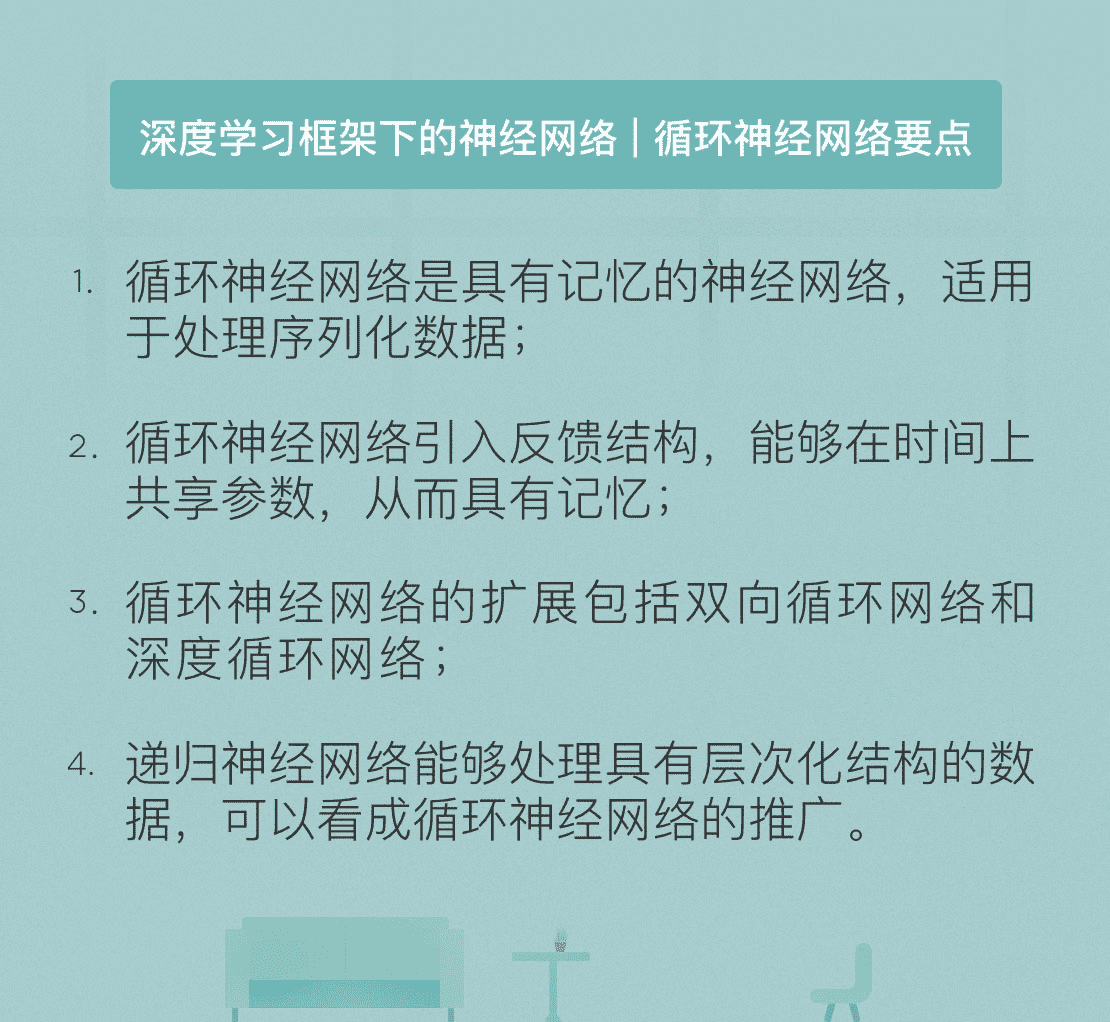 深度学习框架下的神经网络 | 循环神经网络要点
1. 循环神经网络是具有记忆的神经网络，适用
于处理序列化数据；
2. 循环神经网络引入反馈结构，能够在时间上
共享参数，从而具有记忆；
3. 循环神经网络的扩展包括双向循环网络和
深度循环网络；
4. 递归神经网络能够处理具有层次化结构的数
据，可以看成循环神经网络的推广。